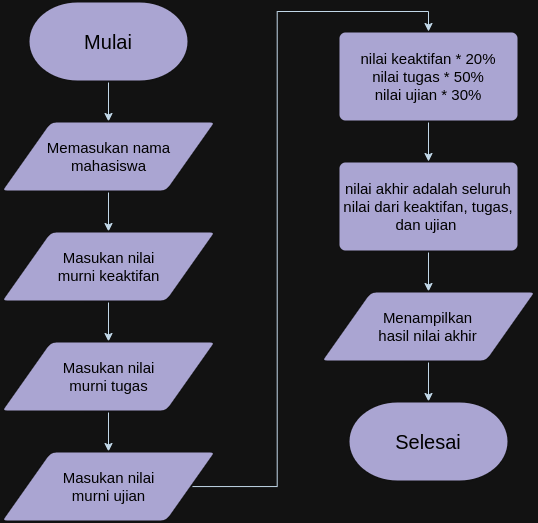 Mulai
Memasukan nama
mahasiswa
Masukan nilai
murni keaktifan
Masukan nilai
murni tugas
Masukan nilai
murni ujian
nilai keaktifan * 20%
nilai tugas * 50%
nilai ujian * 30%
nilai akhir adalah seluruh
nilai dari keaktifan, tugas,
dan ujian
Menampilkan
hasil nilai akhir
Selesai